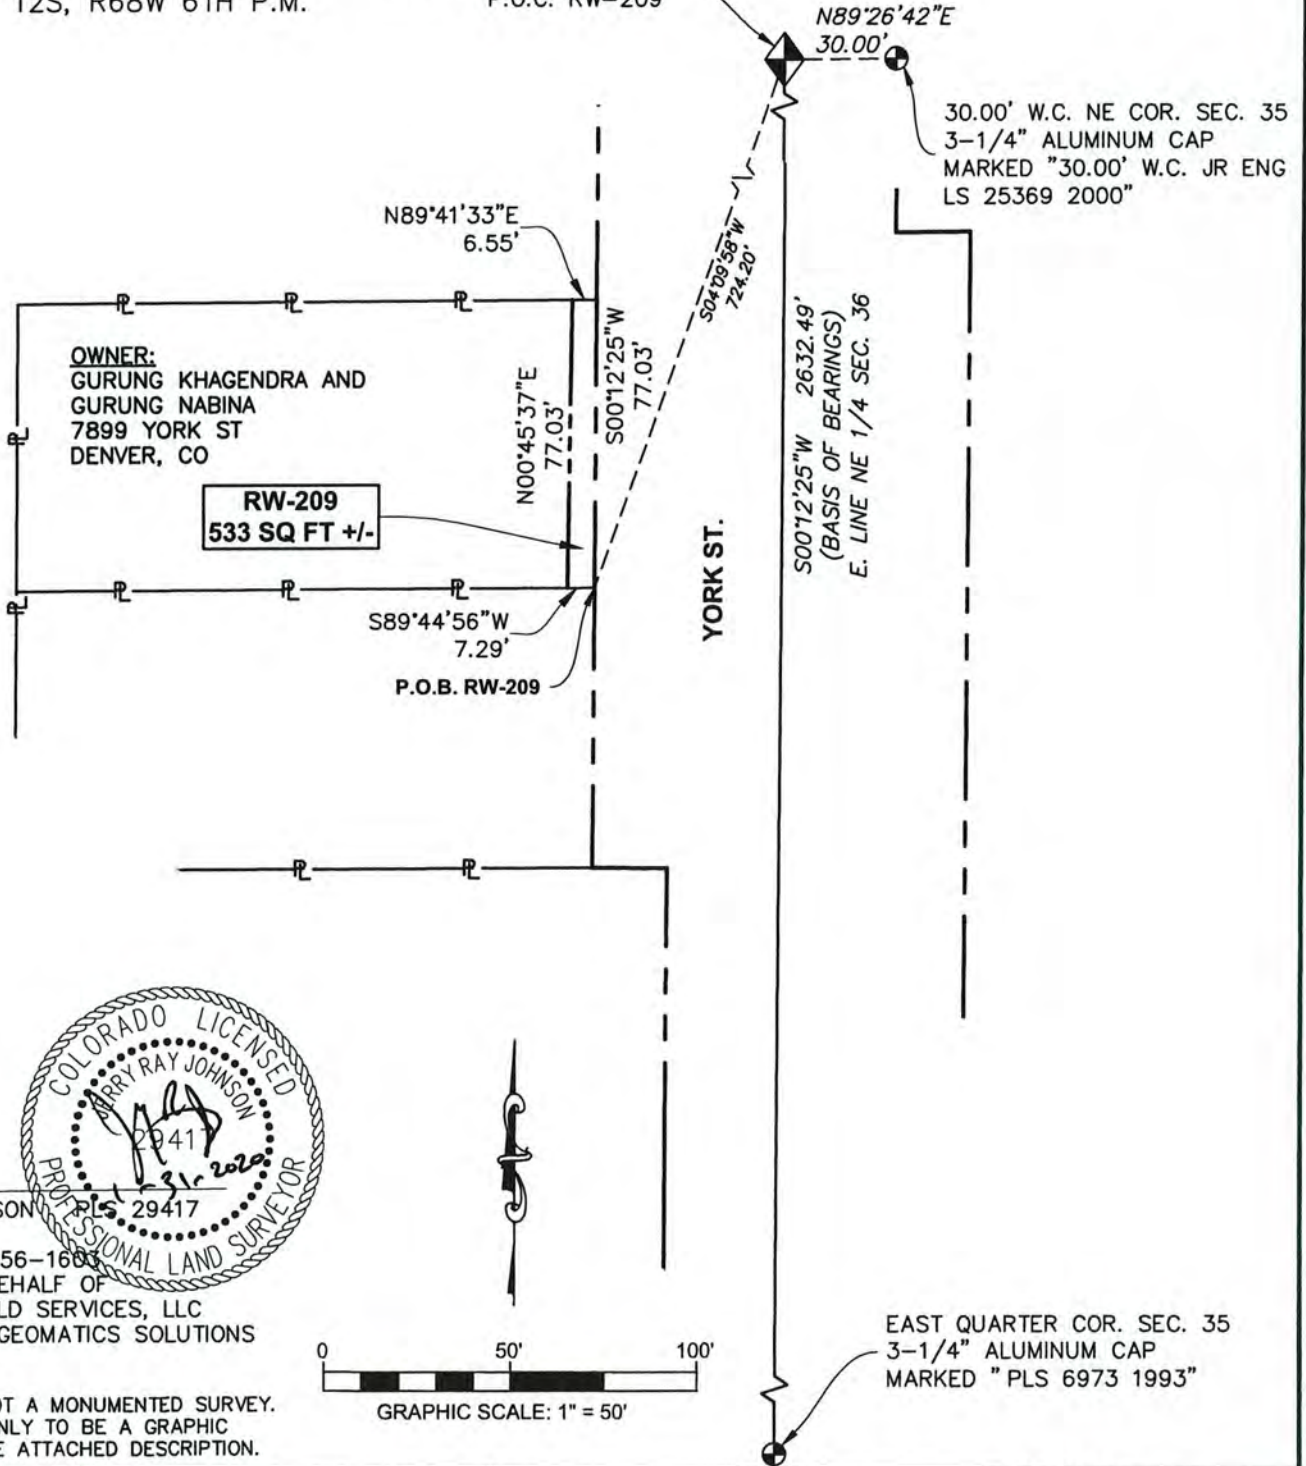 12S, R68W 6TH P.M.
P.O.C. RW-209
N89°26'42"E
30.00'
30.00' W.C. NE COR. SEC. 35
3-1/4" ALUMINUM CAP
MARKED "30.00' W.C. JR ENG
LS 25369 2000"
N89°41'33"E
6.55'
S04°09'58"W
724.20'
OWNER:
GURUNG KHAGENDRA AND
GURUNG NABINA
7899 YORK ST
DENVER, CO
N00°45'37"E
77.03'
S00°12'25"W
77.03'
S00°12'25"W 2632.49'
(BASIS OF BEARINGS)
E. LINE NE 1/4 SEC. 36
RW-209
533 SQ FT +/-
YORK ST.
S89°44'56"W
7.29'
P.O.B. RW-209
COLORADO LICENSED
RAY JOHNSON
29417
1-31-2020
PROFESSIONAL LAND SURVEYOR
SON PLS 29417
56-1603
EHALF OF
LD SERVICES, LLC
GEOMATICS SOLUTIONS
OT A MONUMENTED SURVEY.
NLY TO BE A GRAPHIC
E ATTACHED DESCRIPTION.
0 50' 100'
GRAPHIC SCALE: 1" = 50'
EAST QUARTER COR. SEC. 35
3-1/4" ALUMINUM CAP
MARKED "PLS 6973 1993"